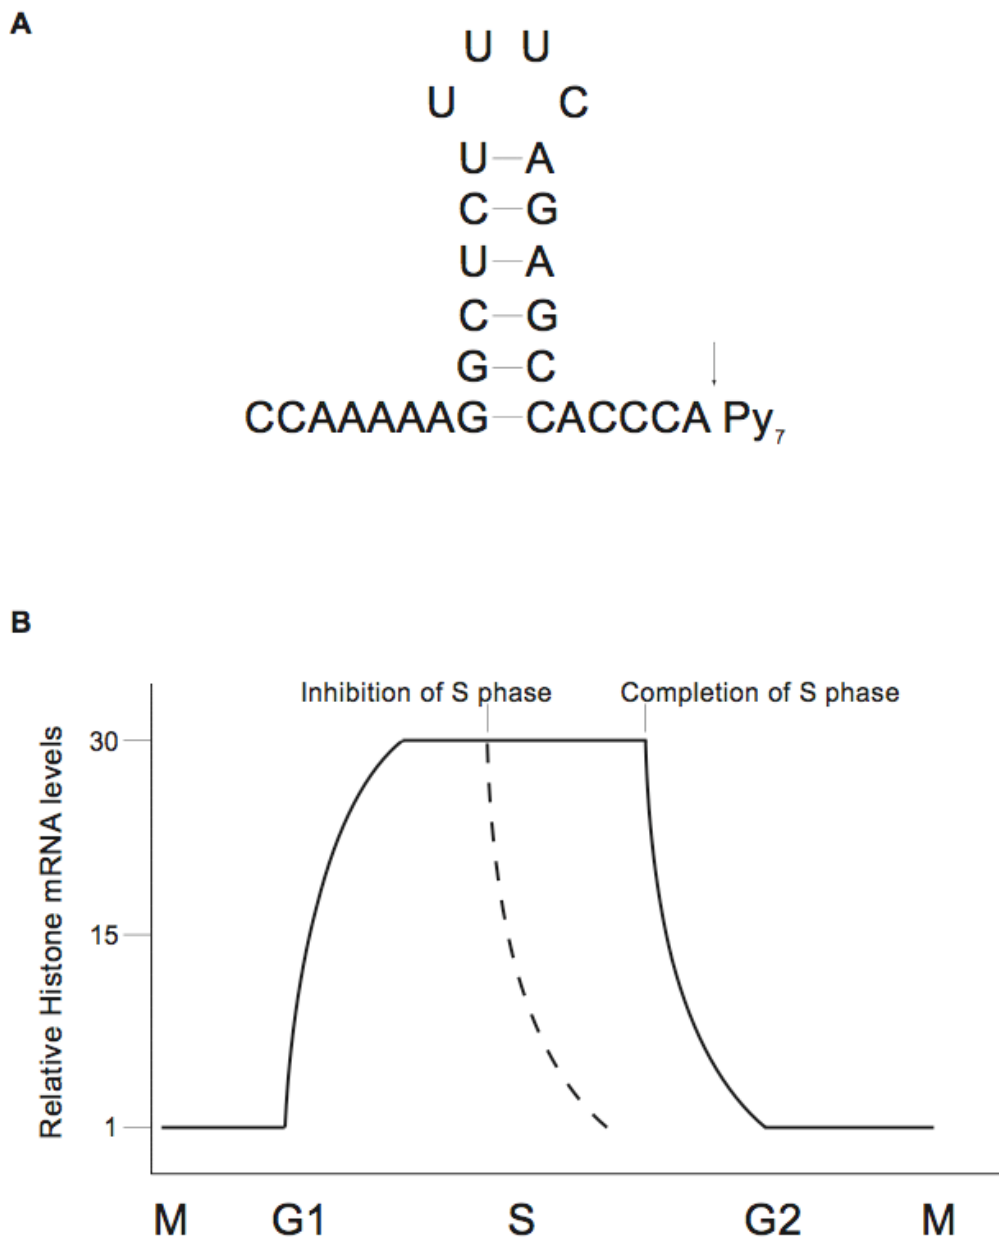 A
U U
U C
U A
C G
U A
C G
G C
CCAAAAAG CACCCA Py7
B
Inhibition of S phase Completion of S phase
Relative Histone mRNA levels
30
15
1
M G1 S G2 M